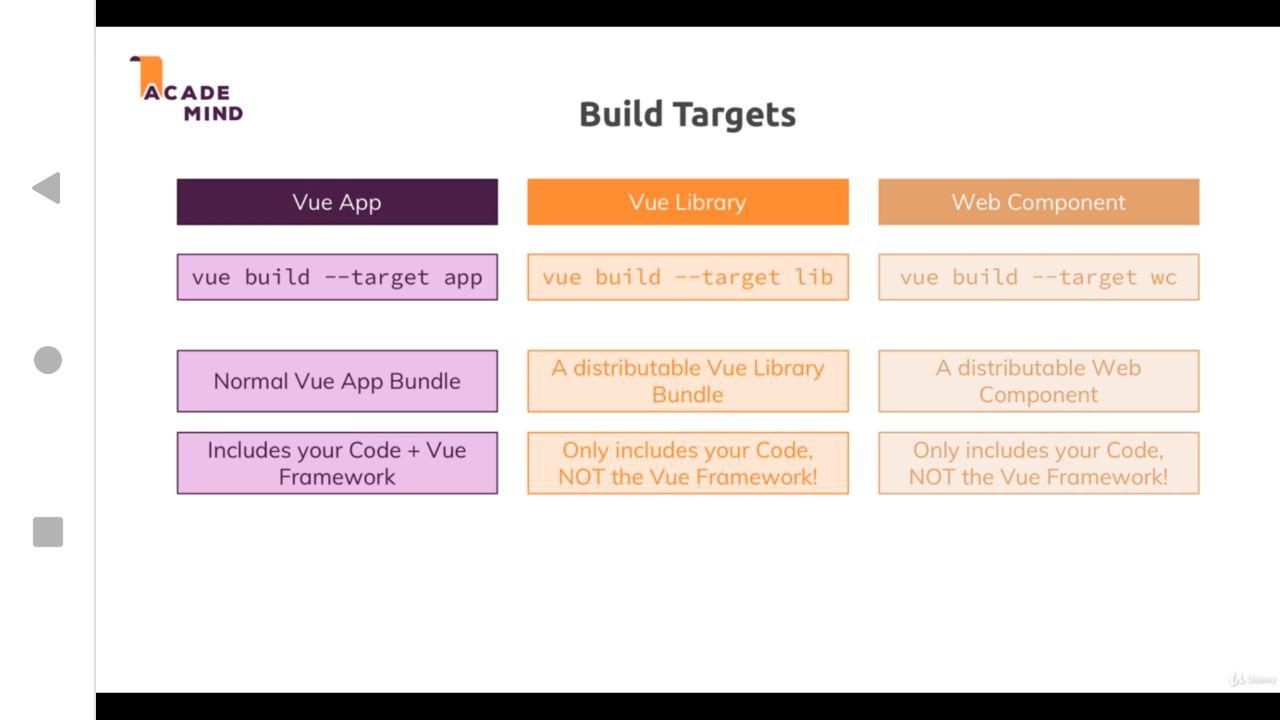 ACADE
MIND
Build Targets
Vue App
Vue Library
Web Component
vue build --target app
vue build --target lib
vue build --target wc
Normal Vue App Bundle
A distributable Vue Library
Bundle
A distributable Web
Component
Includes your Code + Vue
Framework
Only includes your Code,
NOT the Vue Framework!
Only includes your Code,
NOT the Vue Framework!
Udemy